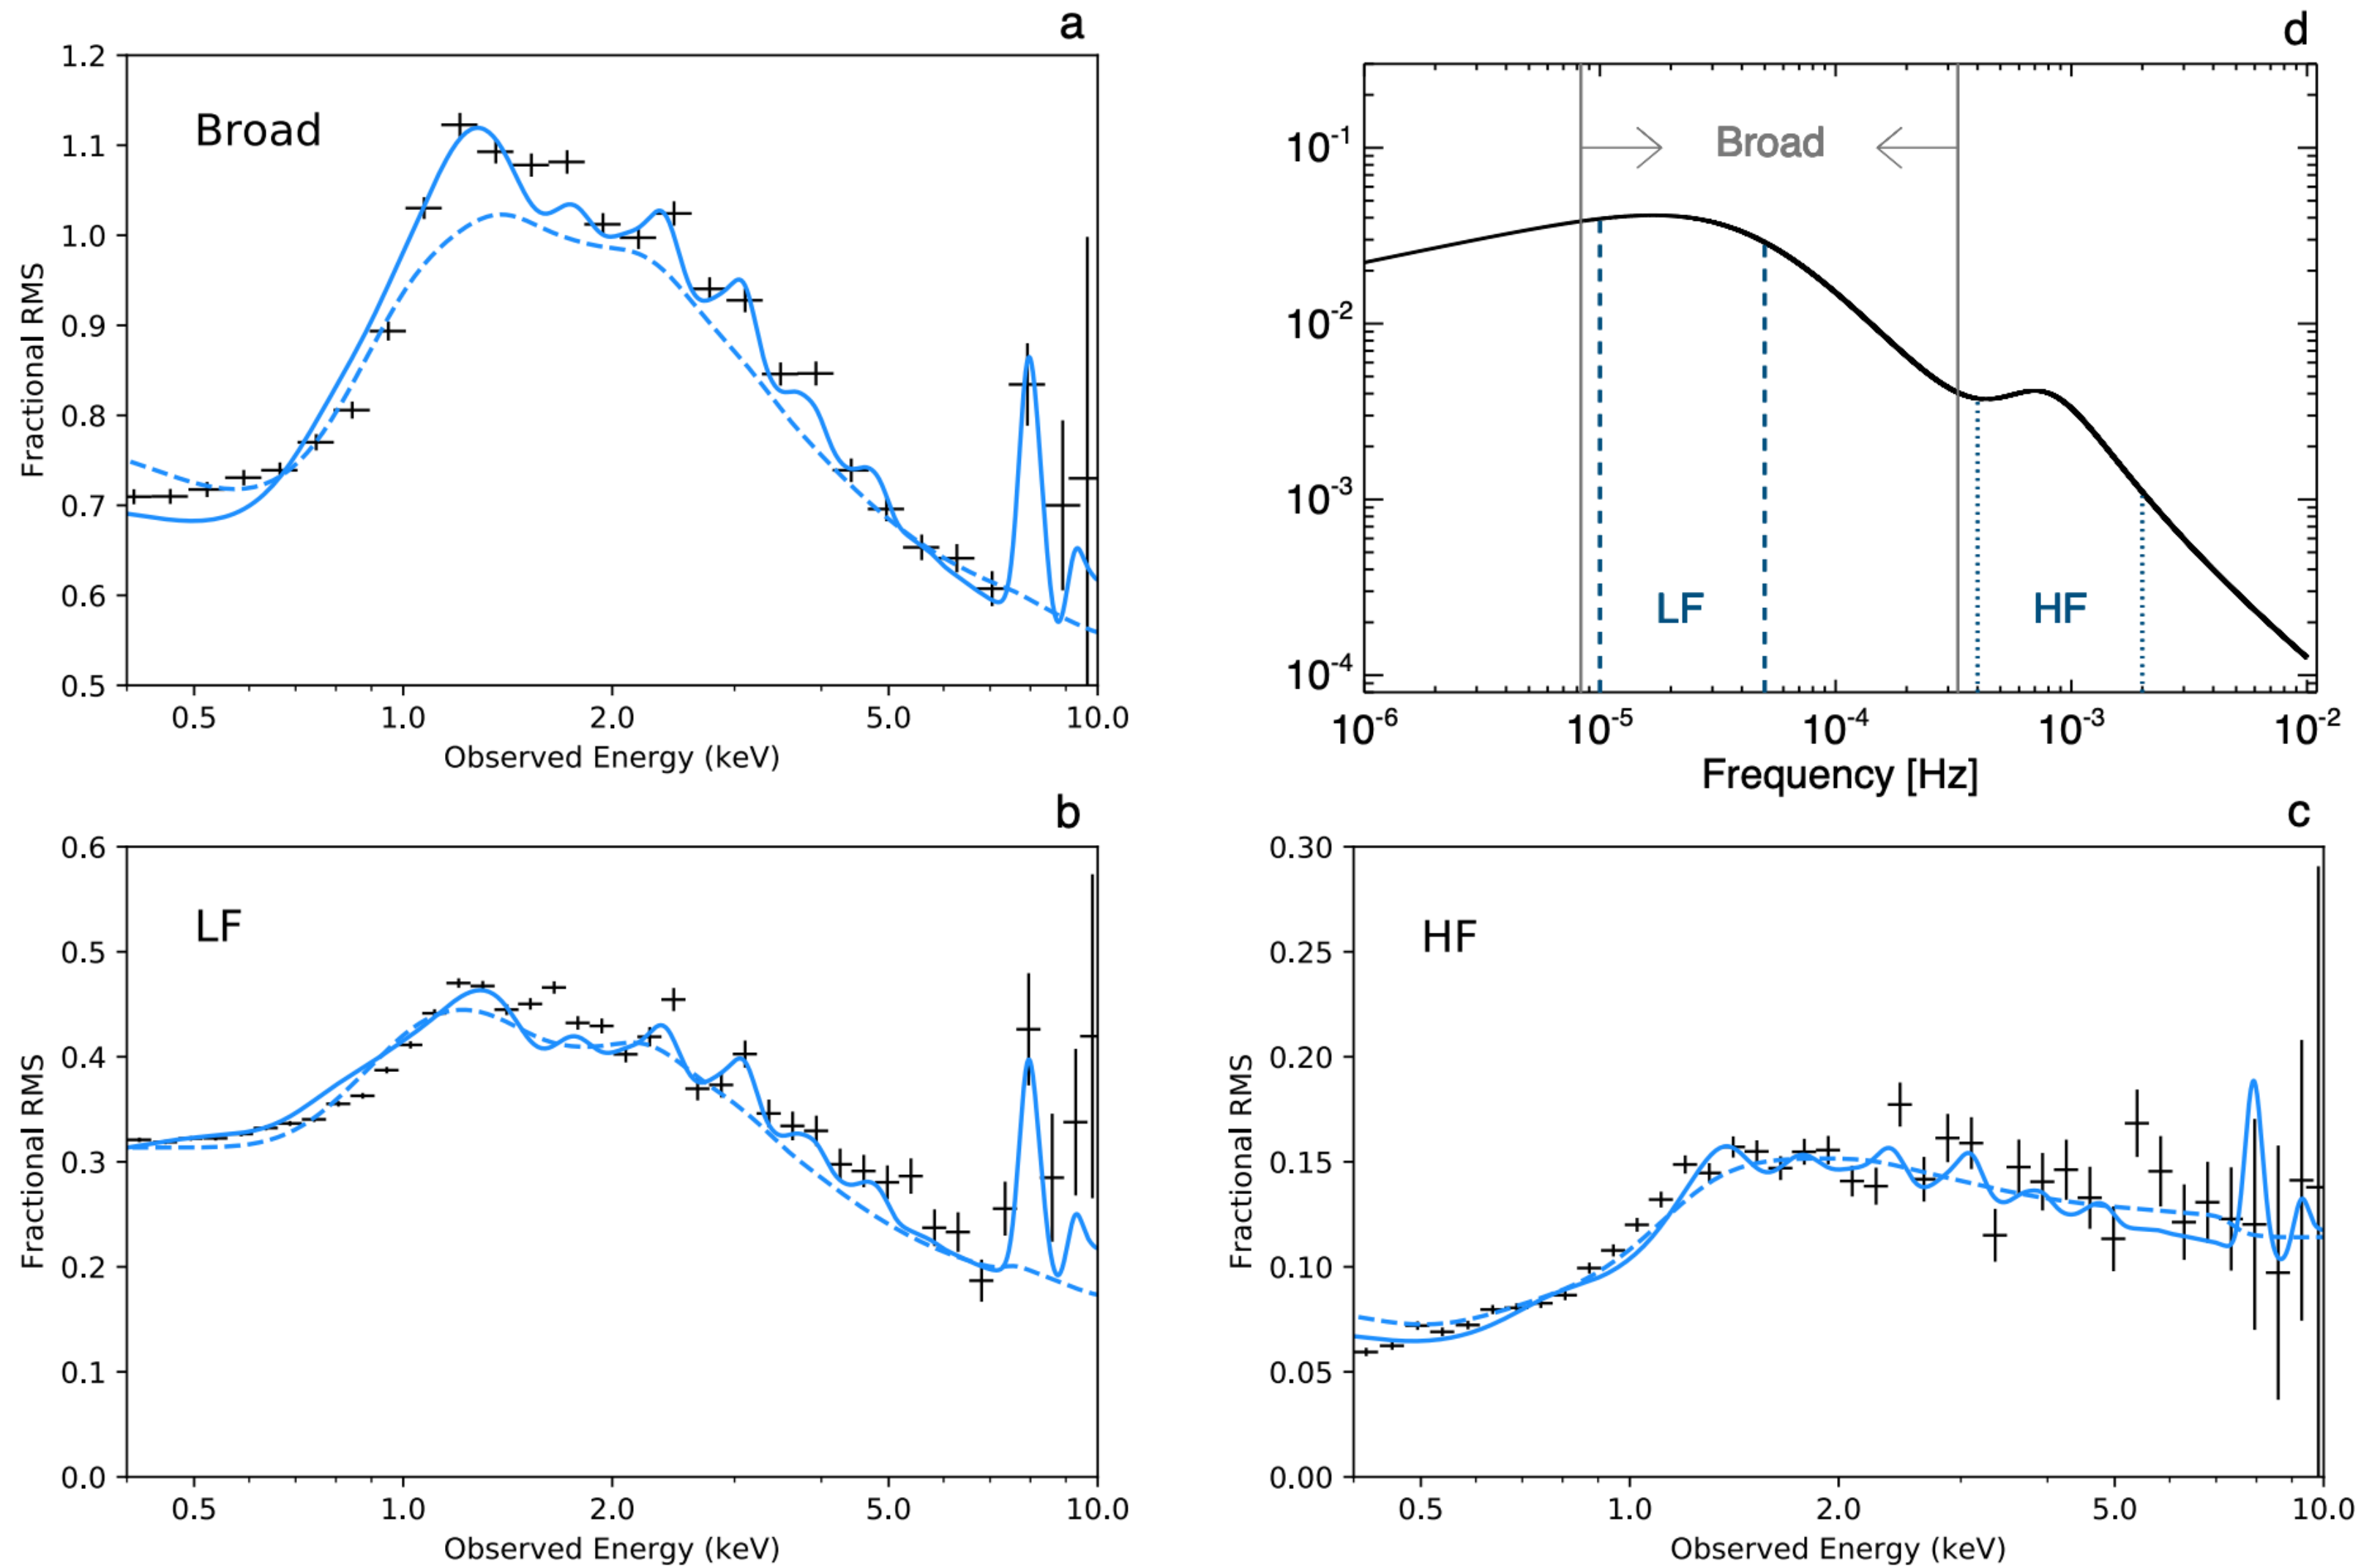 a
1.2
1.1
1.0
0.9
0.8
0.7
0.6
0.5
Fractional RMS
Broad
0.5 1.0 2.0 5.0 10.0
Observed Energy (keV)
d
10-1
10-2
10-3
10-4
Broad
LF
HF
10-6 10-5 10-4 10-3 10-2
Frequency [Hz]
b
0.6
0.5
0.4
0.3
0.2
0.1
0.0
Fractional RMS
LF
0.5 1.0 2.0 5.0 10.0
Observed Energy (keV)
c
0.30
0.25
0.20
0.15
0.10
0.05
0.00
Fractional RMS
HF
0.5 1.0 2.0 5.0 10.0
Observed Energy (keV)